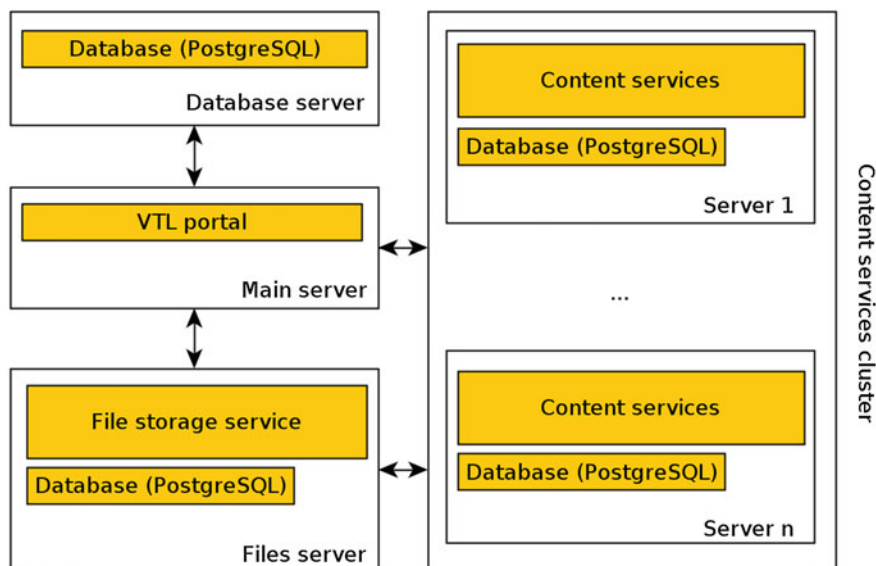 Database (PostgreSQL)
Database server
VTL portal
Main server
File storage service
Database (PostgreSQL)
Files server
Content services
Database (PostgreSQL)
Server 1
...
Content services
Database (PostgreSQL)
Server n
Content services cluster